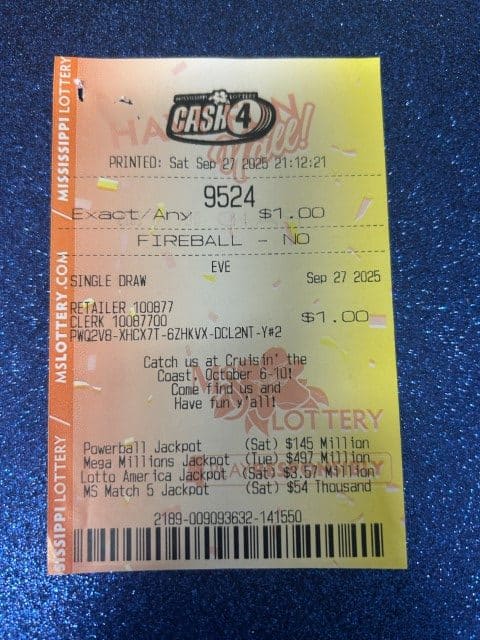 MISSISSIPPI LOTTERY
CASH 4
PRINTED: Sat Sep 27 2025 21:12:21
9524
Exact/Any $1.00
FIREBALL - NO
EVE
SINGLE DRAW Sep 27 2025
RETAILER 100877
CLERK 10087700 $1.00
PWQ2V8-XHCX7T-6ZHKVX-DCL2NT-Y#2
Catch us at Cruisin' the
Coast, October 6-10!
Come find us and
Have fun y'all!
LOTTERY
Powerball Jackpot (Sat) $145 Million
Mega Millions Jackpot (Tue) $497 Million
Lotto America Jackpot (Sat) $3.57 Million
MS Match 5 Jackpot (Sat) $54 Thousand
2189-009093632-141550
MISSISSIPPI LOTTERY
MSLOTTERY.COM
SISSIPPI LOTTERY